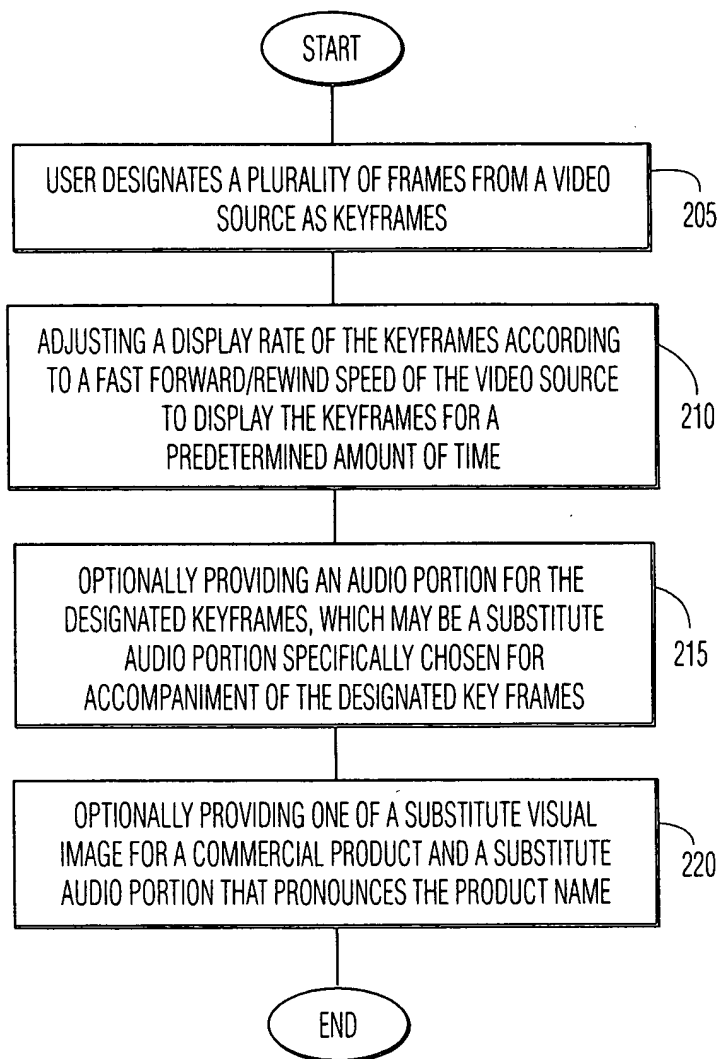 START
USER DESIGNATES A PLURALITY OF FRAMES FROM A VIDEO
SOURCE AS KEYFRAMES
205
ADJUSTING A DISPLAY RATE OF THE KEYFRAMES ACCORDING
TO A FAST FORWARD/REWIND SPEED OF THE VIDEO SOURCE
TO DISPLAY THE KEYFRAMES FOR A
PREDETERMINED AMOUNT OF TIME
210
OPTIONALLY PROVIDING AN AUDIO PORTION FOR THE
DESIGNATED KEYFRAMES, WHICH MAY BE A SUBSTITUTE
AUDIO PORTION SPECIFICALLY CHOSEN FOR
ACCOMPANIMENT OF THE DESIGNATED KEY FRAMES
215
OPTIONALLY PROVIDING ONE OF A SUBSTITUTE VISUAL
IMAGE FOR A COMMERCIAL PRODUCT AND A SUBSTITUTE
AUDIO PORTION THAT PRONOUNCES THE PRODUCT NAME
220
END